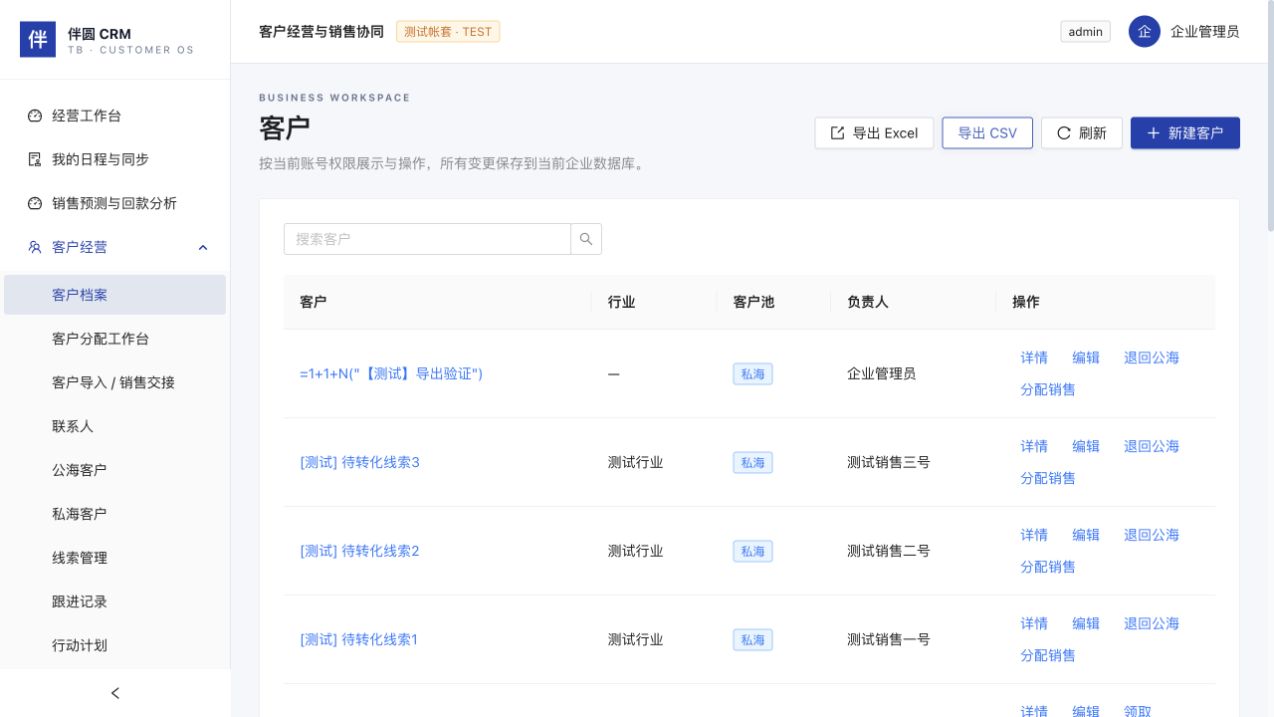 伴
伴圆 CRM
TB · CUSTOMER OS
经营工作台
我的日程与同步
销售预测与回款分析
客户经营
客户档案
客户分配工作台
客户导入 / 销售交接
联系人
公海客户
私海客户
线索管理
跟进记录
行动计划
客户经营与销售协同
测试帐套 · TEST
admin
企
企业管理员
BUSINESS WORKSPACE
客户
按当前账号权限展示与操作，所有变更保存到当前企业数据库。
导出 Excel
导出 CSV
刷新
新建客户
搜索客户
客户 行业 客户池 负责人 操作
=1+1+N("【测试】导出验证") — 私海 企业管理员 详情 编辑 退回公海
分配销售
[测试] 待转化线索3 测试行业 私海 测试销售三号 详情 编辑 退回公海
分配销售
[测试] 待转化线索2 测试行业 私海 测试销售二号 详情 编辑 退回公海
分配销售
[测试] 待转化线索1 测试行业 私海 测试销售一号 详情 编辑 退回公海
分配销售
详情 编辑 领取